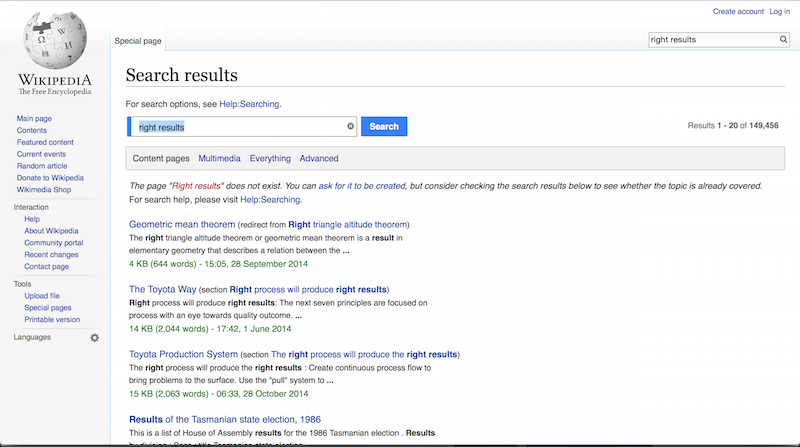 Create account Log in
Special page
right results
WIKIPEDIA
The Free Encyclopedia
Main page
Contents
Featured content
Current events
Random article
Donate to Wikipedia
Wikimedia Shop
Interaction
Help
About Wikipedia
Community portal
Recent changes
Contact page
Tools
Upload file
Special pages
Printable version
Languages
Search results
For search options, see Help:Searching.
right results Search
Results 1 - 20 of 149,456
Content pages Multimedia Everything Advanced
The page "Right results" does not exist. You can ask for it to be created, but consider checking the search results below to see whether the topic is already covered.
For search help, please visit Help:Searching.
Geometric mean theorem (redirect from Right triangle altitude theorem)
The right triangle altitude theorem or geometric mean theorem is a result in
elementary geometry that describes a relation between the ...
4 KB (644 words) - 15:05, 28 September 2014
The Toyota Way (section Right process will produce right results)
Right process will produce right results: The next seven principles are focused on
process with an eye towards quality outcome. ...
14 KB (2,044 words) - 17:42, 1 June 2014
Toyota Production System (section The right process will produce the right results)
The right process will produce the right results : Create continuous process flow to
bring problems to the surface. Use the "pull" system to ...
15 KB (2,063 words) - 06:33, 28 October 2014
Results of the Tasmanian state election, 1986
This is a list of House of Assembly results for the 1986 Tasmanian election . Results